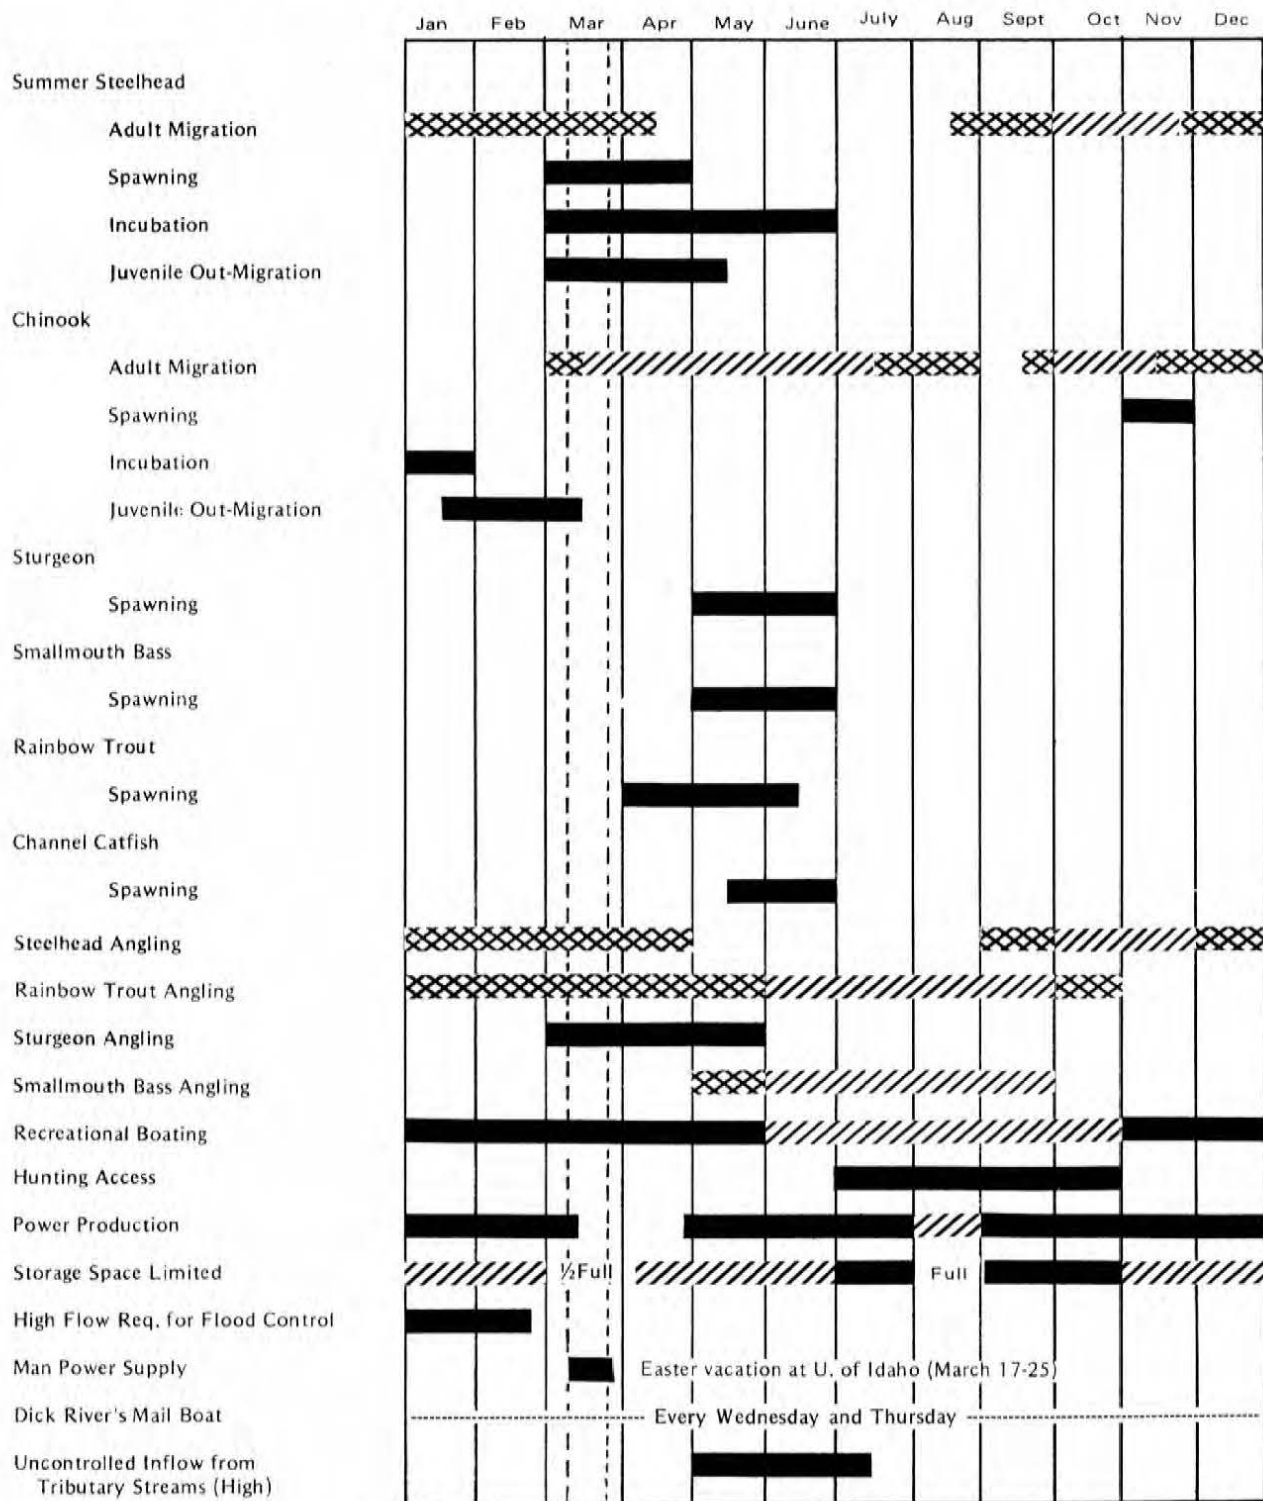 Jan Feb Mar Apr May June July Aug Sept Oct Nov Dec
Summer Steelhead
Adult Migration
Spawning
Incubation
Juvenile Out-Migration
Chinook
Adult Migration
Spawning
Incubation
Juvenile Out-Migration
Sturgeon
Spawning
Smallmouth Bass
Spawning
Rainbow Trout
Spawning
Channel Catfish
Spawning
Steelhead Angling
Rainbow Trout Angling
Sturgeon Angling
Smallmouth Bass Angling
Recreational Boating
Hunting Access
Power Production
Storage Space Limited ½Full Full
High Flow Req. for Flood Control
Man Power Supply Easter vacation at U. of Idaho (March 17-25)
Dick River's Mail Boat Every Wednesday and Thursday
Uncontrolled Inflow from
Tributary Streams (High)